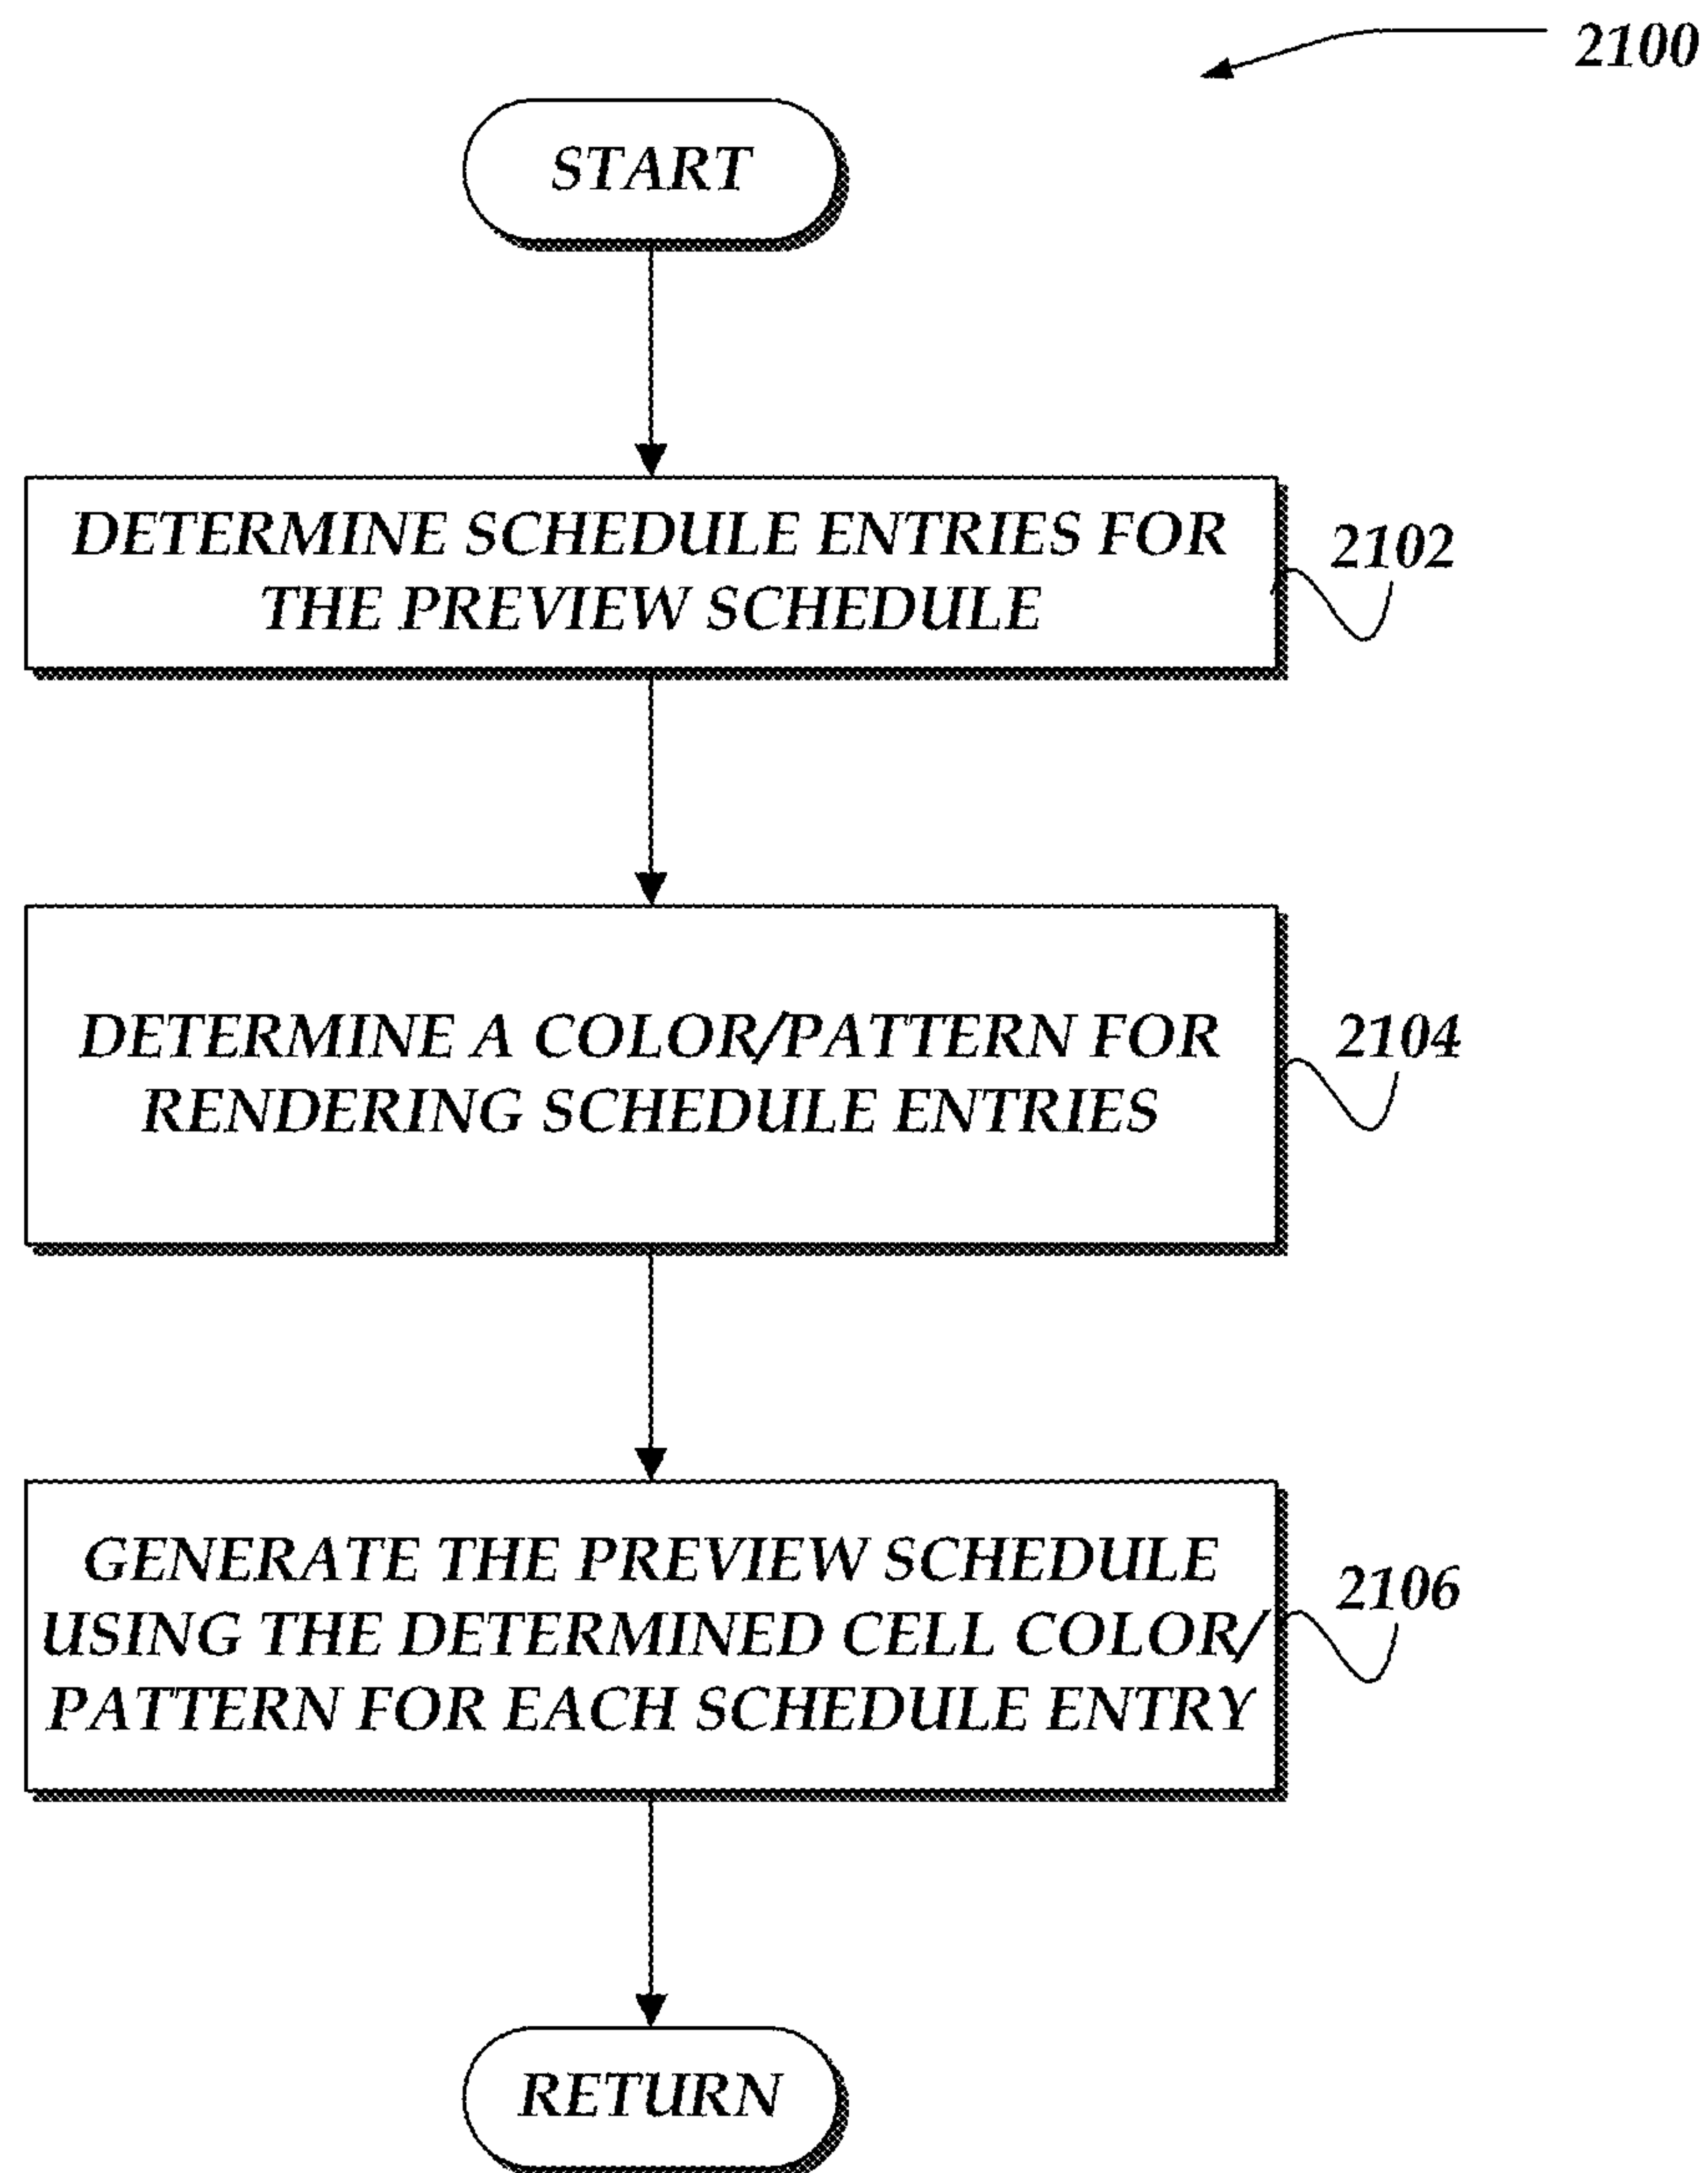 2100
START
DETERMINE SCHEDULE ENTRIES FOR
THE PREVIEW SCHEDULE
2102
DETERMINE A COLOR/PATTERN FOR
RENDERING SCHEDULE ENTRIES
2104
GENERATE THE PREVIEW SCHEDULE
USING THE DETERMINED CELL COLOR/
PATTERN FOR EACH SCHEDULE ENTRY
2106
RETURN